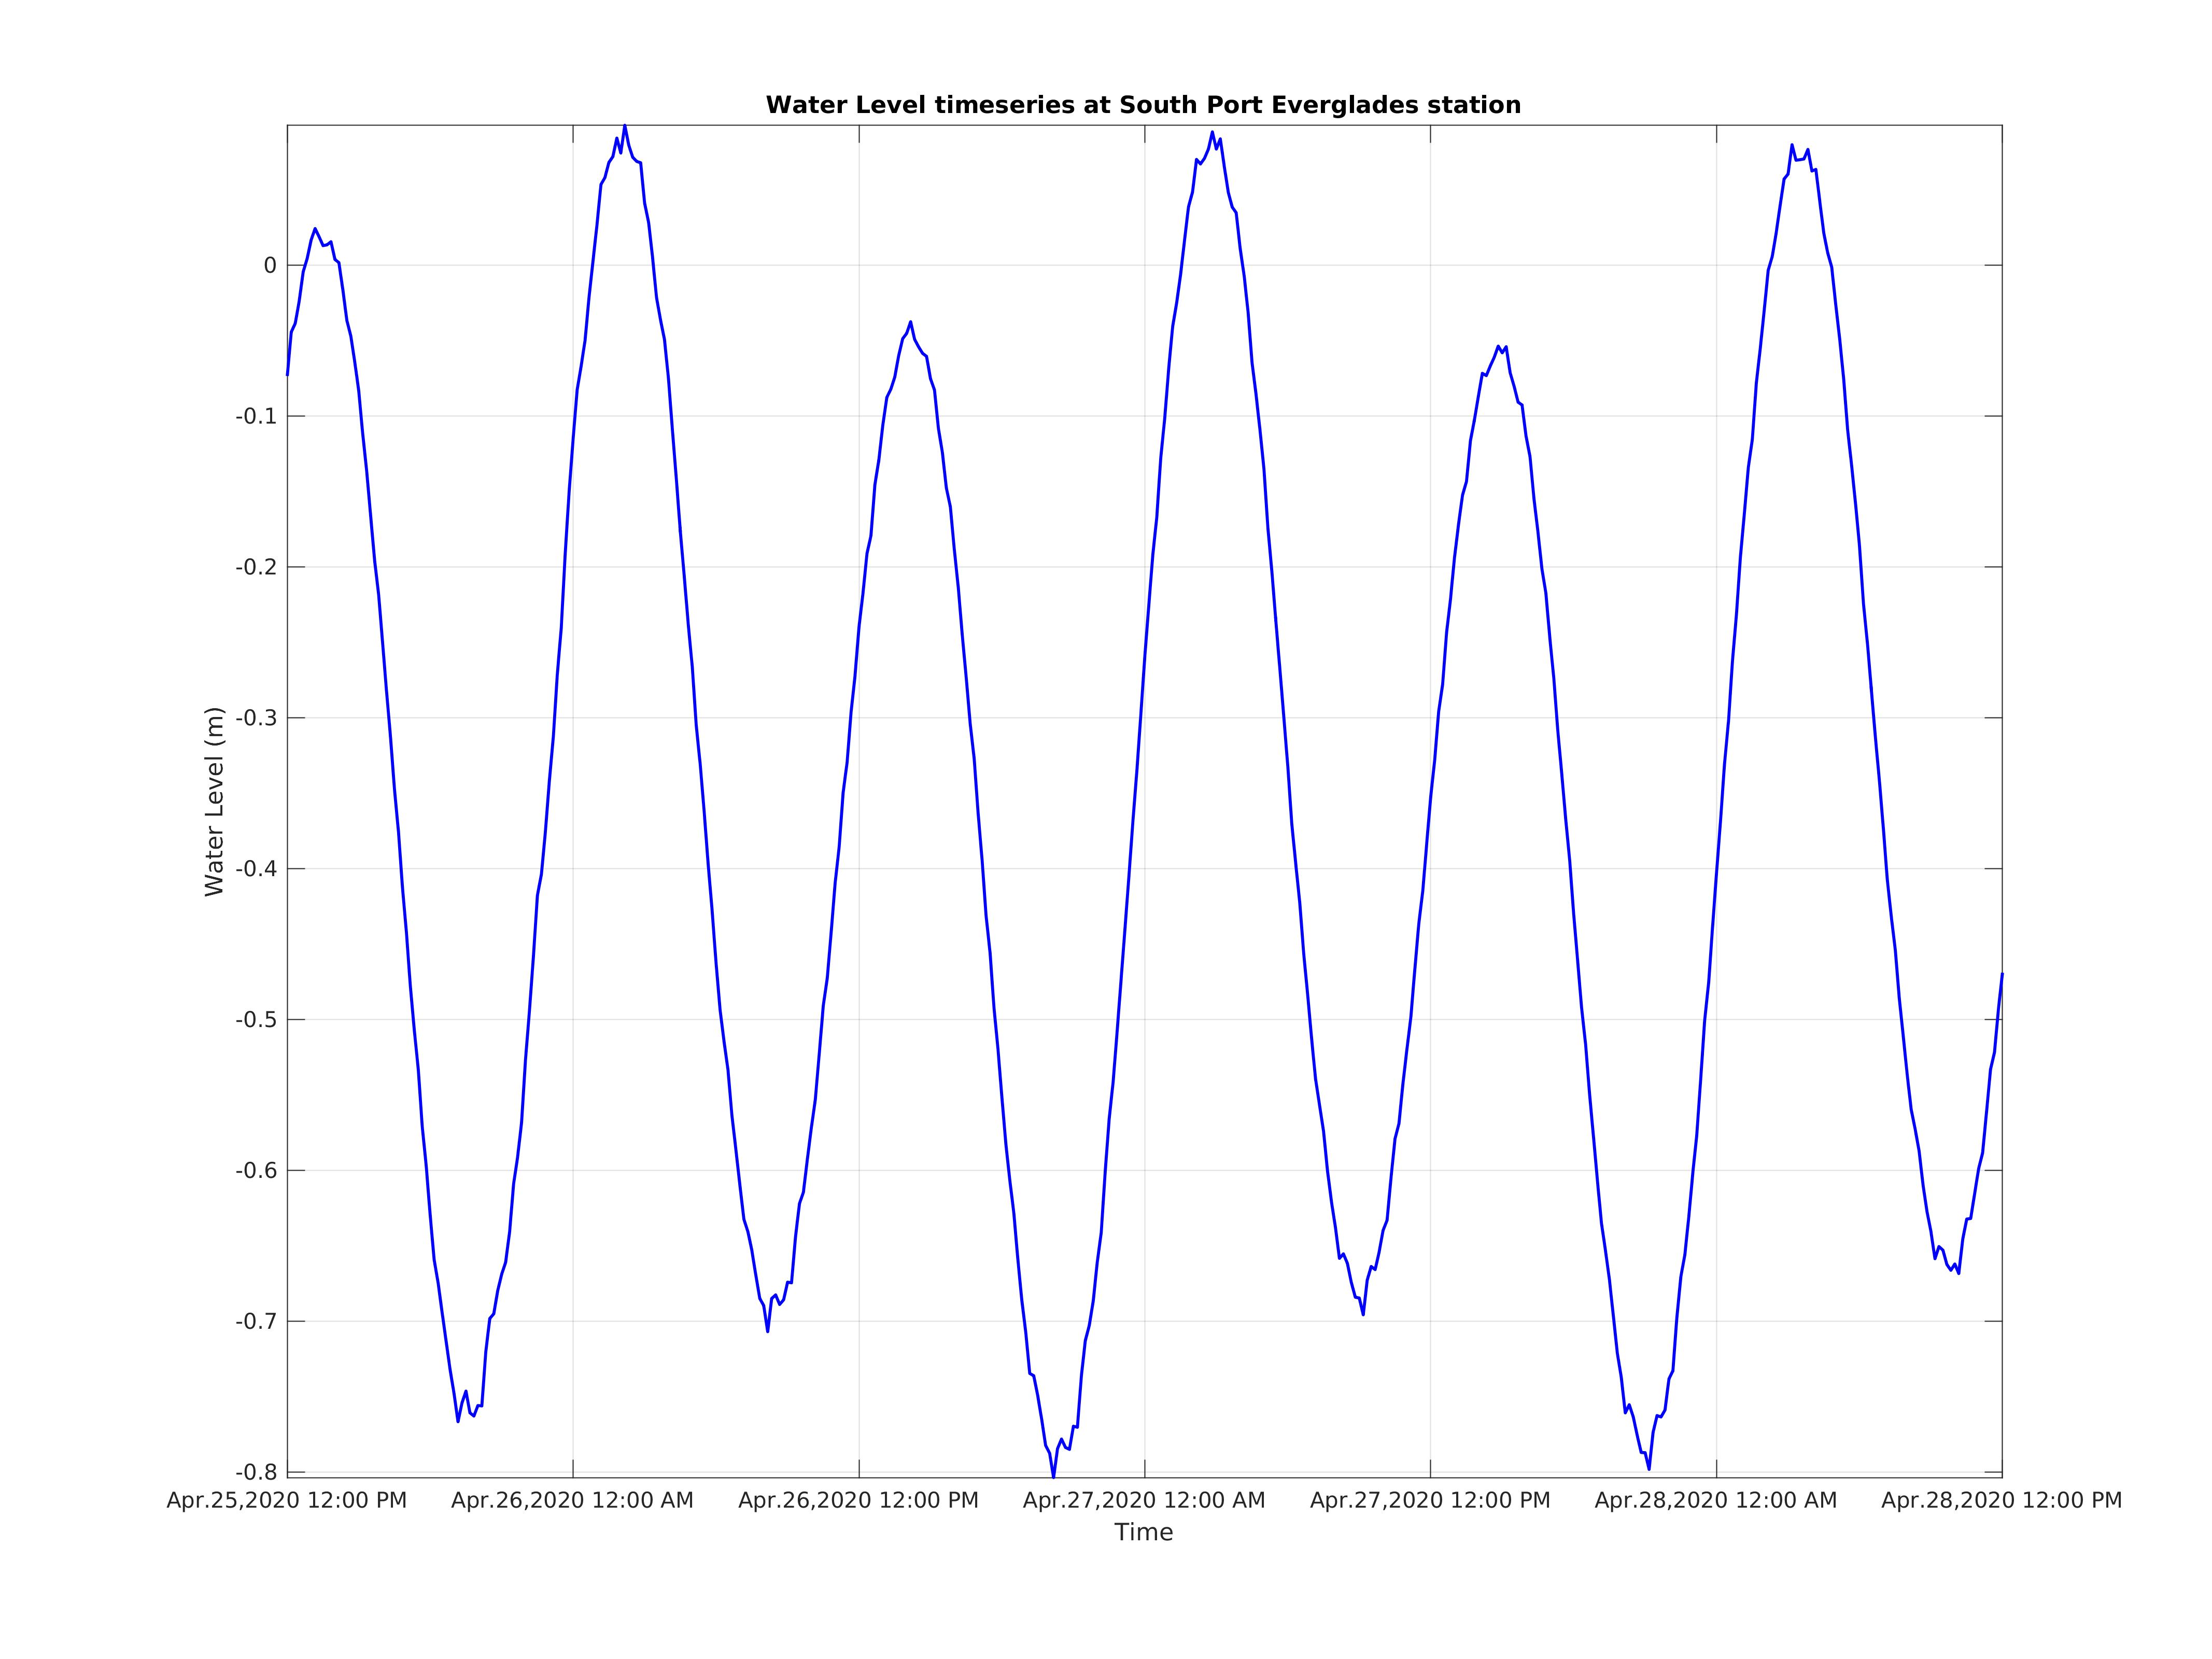 Water Level timeseries at South Port Everglades station
Water Level (m)
0
-0.1
-0.2
-0.3
-0.4
-0.5
-0.6
-0.7
-0.8
Apr.25,2020 12:00 PM
Apr.26,2020 12:00 AM
Apr.26,2020 12:00 PM
Apr.27,2020 12:00 AM
Apr.27,2020 12:00 PM
Apr.28,2020 12:00 AM
Apr.28,2020 12:00 PM
Time